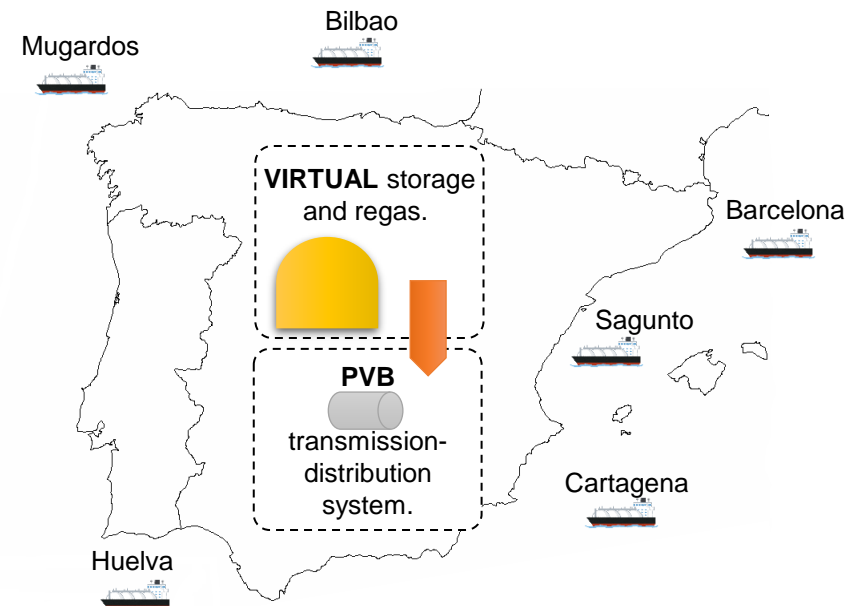 Bilbao
Mugardos
VIRTUAL storage
and regas.
Barcelona
Sagunto
PVB
transmission-
distribution
system.
Cartagena
Huelva